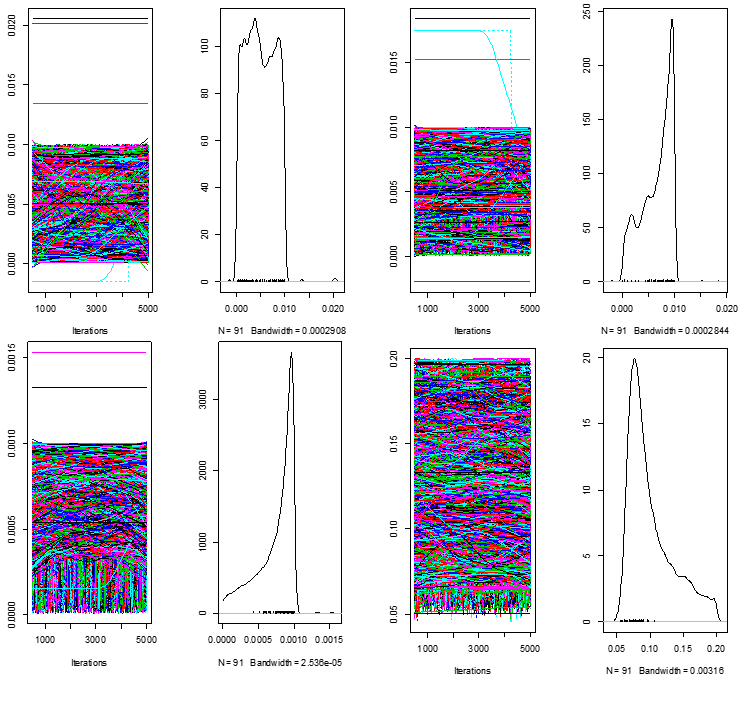 0.020
0.015
0.010
0.005
0.000
1000 3000 5000
Iterations
100
80
60
40
20
0
0.000 0.010 0.020
N = 91 Bandwidth = 0.0002908
0.015
0.010
0.005
0.000
1000 3000 5000
Iterations
250
200
150
100
50
0
0.000 0.010 0.020
N = 91 Bandwidth = 0.0002844
0.0015
0.0010
0.0005
0.0000
1000 3000 5000
Iterations
3000
2000
1000
0
0.0000 0.0005 0.0010 0.0015
N = 91 Bandwidth = 2.536e-05
0.20
0.15
0.10
0.05
1000 3000 5000
Iterations
20
15
10
5
0
0.05 0.10 0.15 0.20
N = 91 Bandwidth = 0.00316